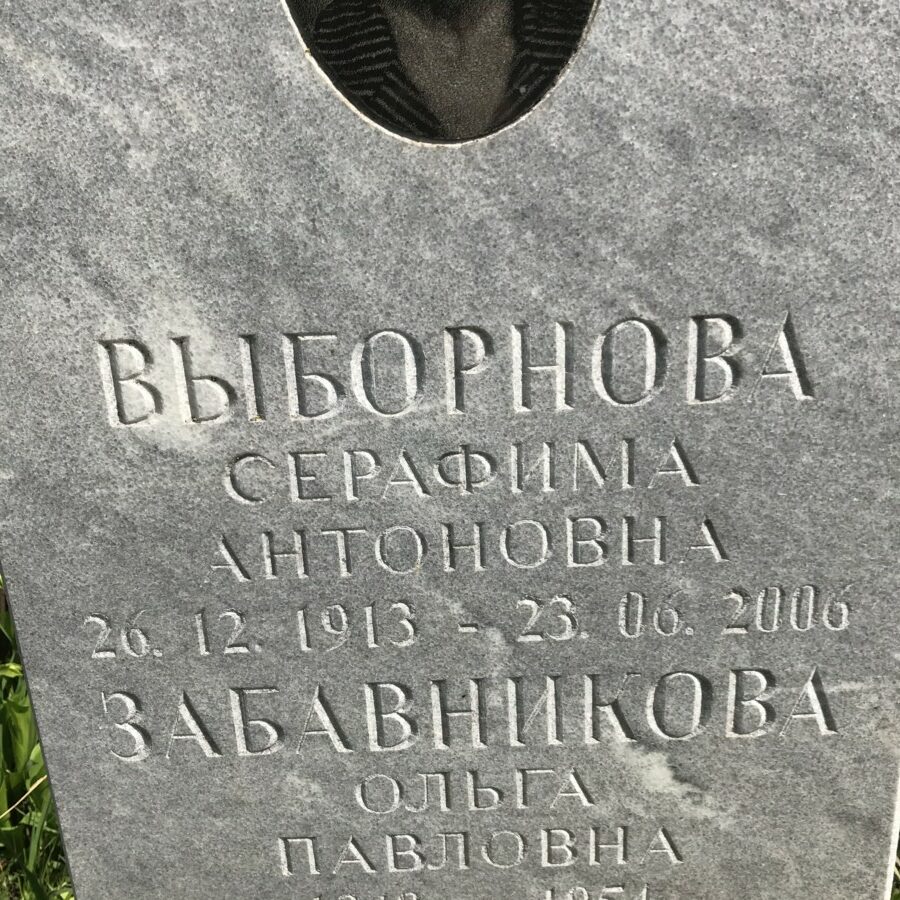 ВЫБОРНОВА
СЕРАФИМА
АНТОНОВНА
26. 12. 1913 - 23. 06. 2006
ЗАБАВНИКОВА
ОЛЬГА
ПАВЛОВНА